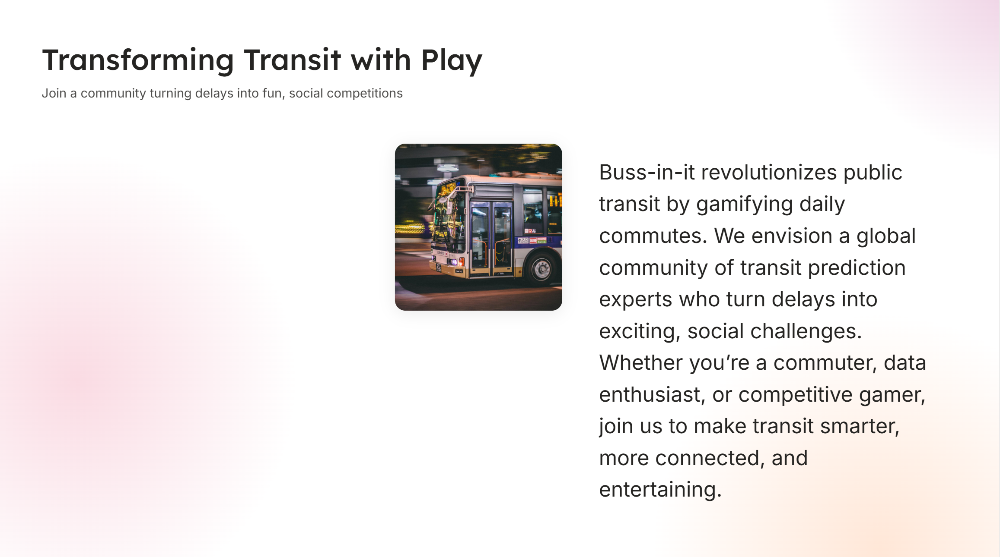 Transforming Transit with Play
Join a community turning delays into fun, social competitions
Buss-in-it revolutionizes public
transit by gamifying daily
commutes. We envision a global
community of transit prediction
experts who turn delays into
exciting, social challenges.
Whether you’re a commuter, data
enthusiast, or competitive gamer,
join us to make transit smarter,
more connected, and
entertaining.